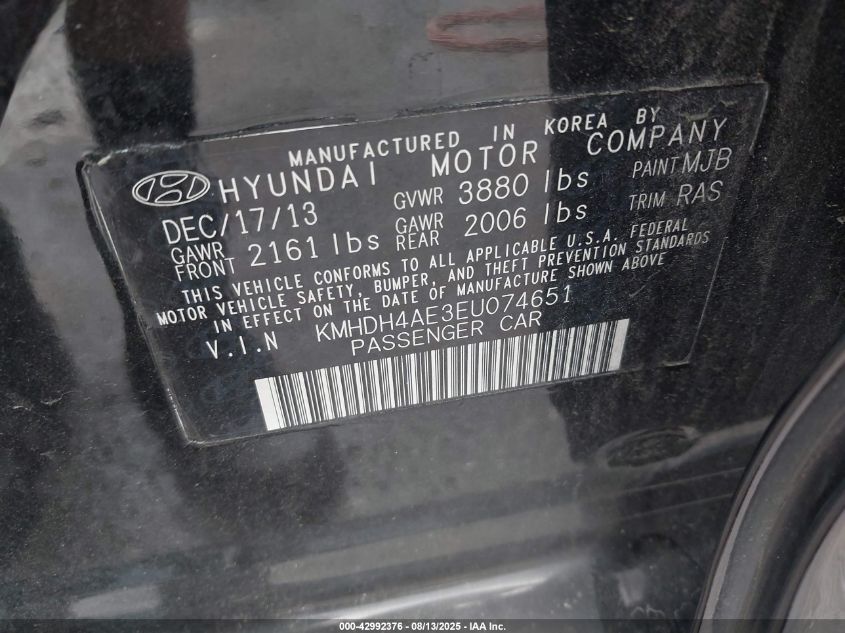 MANUFACTURED IN KOREA BY
HYUNDAI MOTOR COMPANY
DEC/17/13 GVWR 3880 lbs PAINT MJB
GAWR FRONT 2161 lbs GAWR REAR 2006 lbs TRIM RAS
THIS VEHICLE CONFORMS TO ALL APPLICABLE U.S.A. FEDERAL
MOTOR VEHICLE SAFETY, BUMPER, AND THEFT PREVENTION STANDARDS
IN EFFECT ON THE DATE OF MANUFACTURE SHOWN ABOVE
V.I.N KMHDH4AE3EU074651
PASSENGER CAR
000-42992376 - 08/13/2025 - IAA Inc.